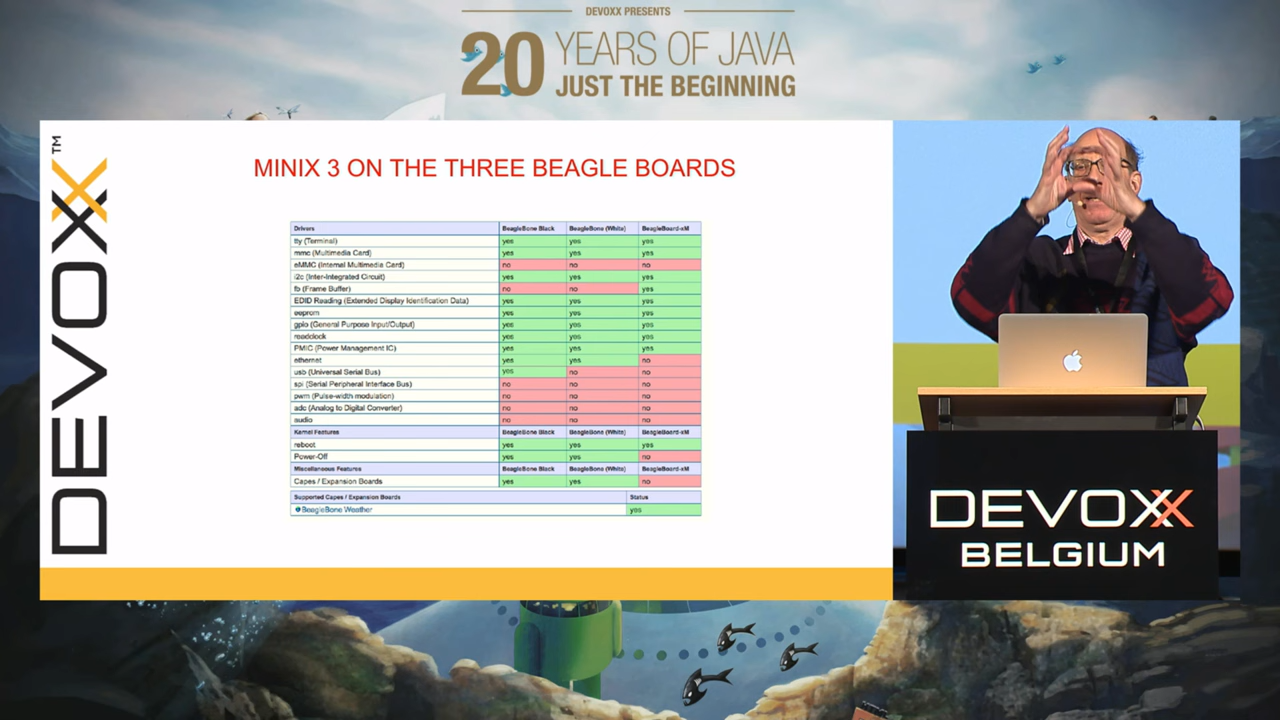 DEVOXX PRESENTS
20 YEARS OF JAVA
JUST THE BEGINNING
DEVOXX™
MINIX 3 ON THE THREE BEAGLE BOARDS
Drivers BeagleBone Black BeagleBone (White) BeagleBoard-xM
tty (Terminal) yes yes yes
mmc (Multimedia Card) yes yes yes
eMMC (Internal Multimedia Card) no no no
i2c (Inter-Integrated Circuit) yes yes yes
fb (Frame Buffer) no no yes
EDID Reading (Extended Display Identification Data) yes yes yes
eeprom yes yes yes
gpio (General Purpose Input/Output) yes yes yes
readclock yes yes yes
PMIC (Power Management IC) yes yes yes
ethernet yes yes no
usb (Universal Serial Bus) yes no no
spi (Serial Peripheral Interface Bus) no no no
pwm (Pulse-width modulation) no no no
adc (Analog to Digital Converter) no no no
audio no no no
Kernel Features BeagleBone Black BeagleBone (White) BeagleBoard-xM
reboot yes yes yes
Power-Off yes yes no
Miscellaneous Features BeagleBone Black BeagleBone (White) BeagleBoard-xM
Capes / Expansion Boards yes yes no
Supported Capes / Expansion Boards Status
BeagleBone Weather yes
DEVOXX
BELGIUM